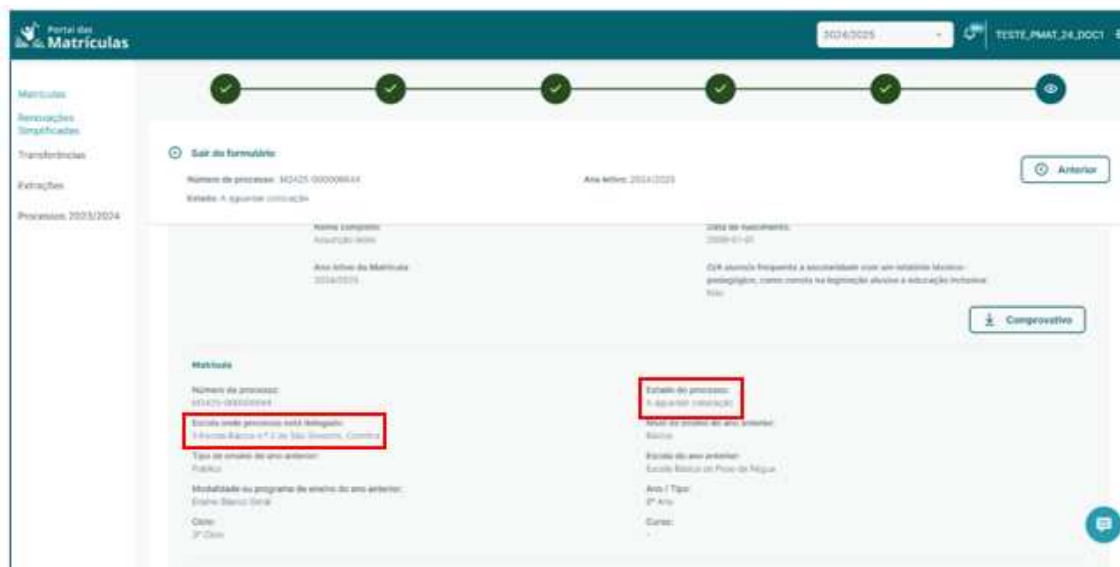 Portal das
Matrículas
2024/2025
TESTE_PMAT_24_DOC1
Matrículas
Renovações
Simplificadas
Transferências
Extrações
Processos 2023/2024
Sair do formulário
Número de processo:
Ano letivo: 2024/2025
Estado: A aguardar colocação
Anterior
Nome completo:
Data de nascimento:
Ano letivo da Matrícula:
2024/2025
O/A aluno/a frequenta a escolaridade com um relatório técnico-
pedagógico, como consta na legislação alusiva à educação inclusiva:
Não
Comprovativo
Matrícula
Número de processo:
Estado do processo:
A aguardar colocação
Escola onde processo está delegado:
Nível de ensino do ano anterior:
Básico
Tipo de ensino do ano anterior:
Público
Escola do ano anterior:
Modalidade ou programa de ensino do ano anterior:
Ensino Básico Geral
Ano / Tipo:
Ciclo:
3º Ciclo
Curso:
-